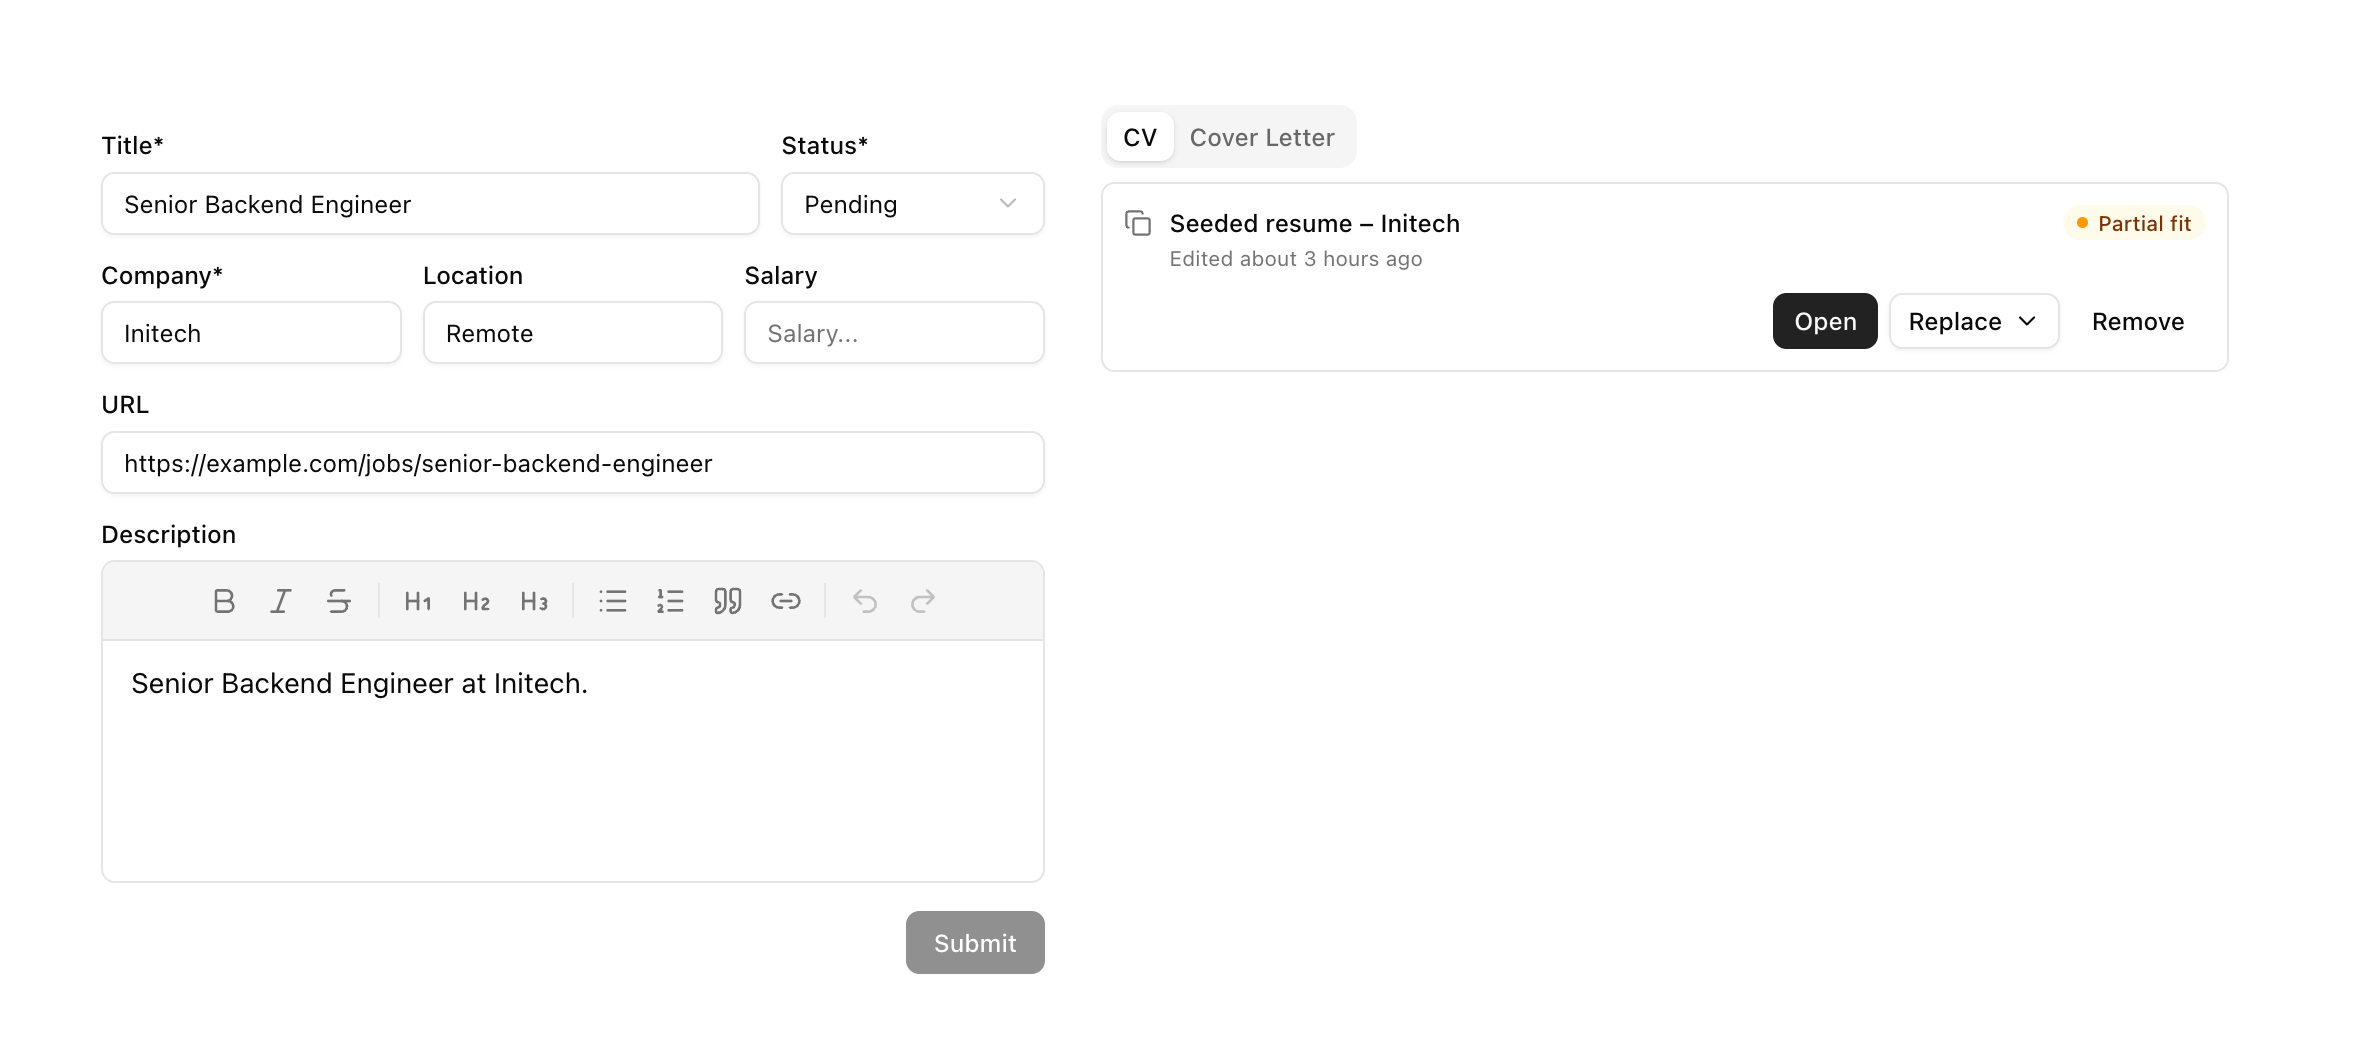 Title*
Status*
Senior Backend Engineer
Pending
Company*
Location
Salary
Initech
Remote
Salary...
URL
https://example.com/jobs/senior-backend-engineer
Description
H1 H2 H3
Senior Backend Engineer at Initech.
Submit
CV
Cover Letter
Seeded resume – Initech
Partial fit
Edited about 3 hours ago
Open
Replace
Remove